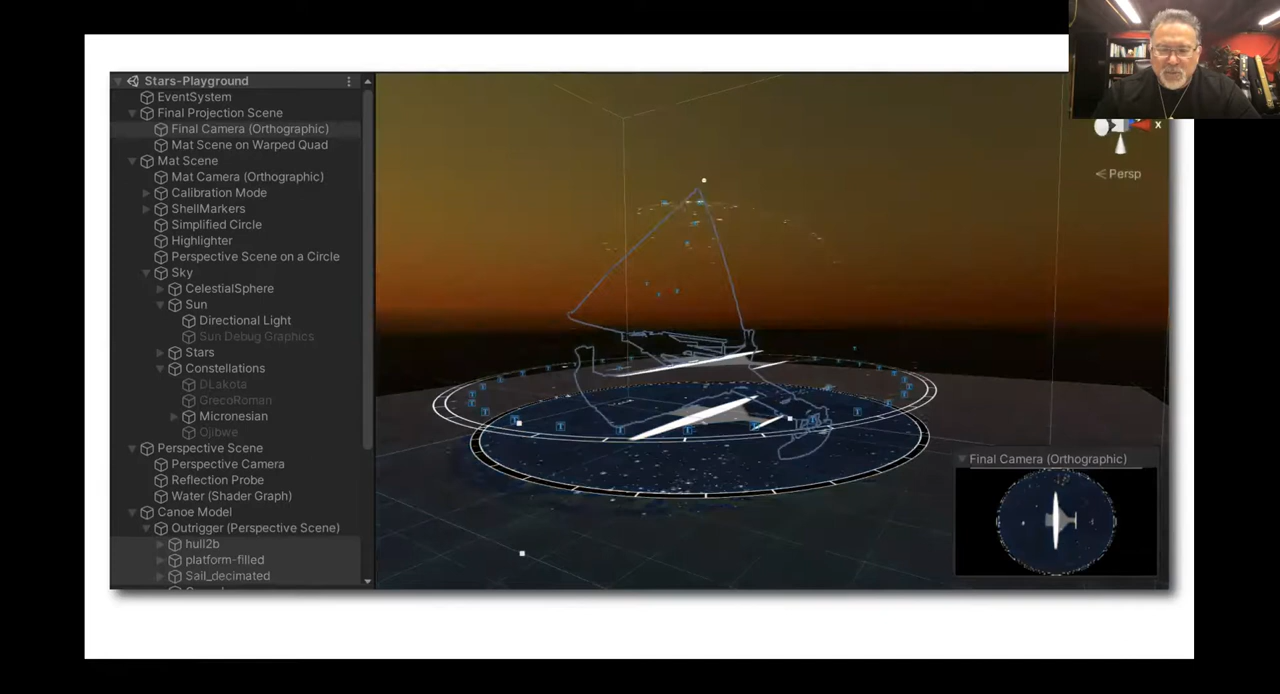 Stars-Playground
EventSystem
Final Projection Scene
Final Camera (Orthographic)
Mat Scene on Warped Quad
Mat Scene
Mat Camera (Orthographic)
Calibration Mode
ShellMarkers
Simplified Circle
Highlighter
Perspective Scene on a Circle
Sky
CelestialSphere
Sun
Directional Light
Sun Debug Graphics
Stars
Constellations
DLakota
GrecoRoman
Micronesian
Ojibwe
Perspective Scene
Perspective Camera
Reflection Probe
Water (Shader Graph)
Canoe Model
Outrigger (Perspective Scene)
hull2b
platform-filled
Sail_decimated
x
Persp
Final Camera (Orthographic)